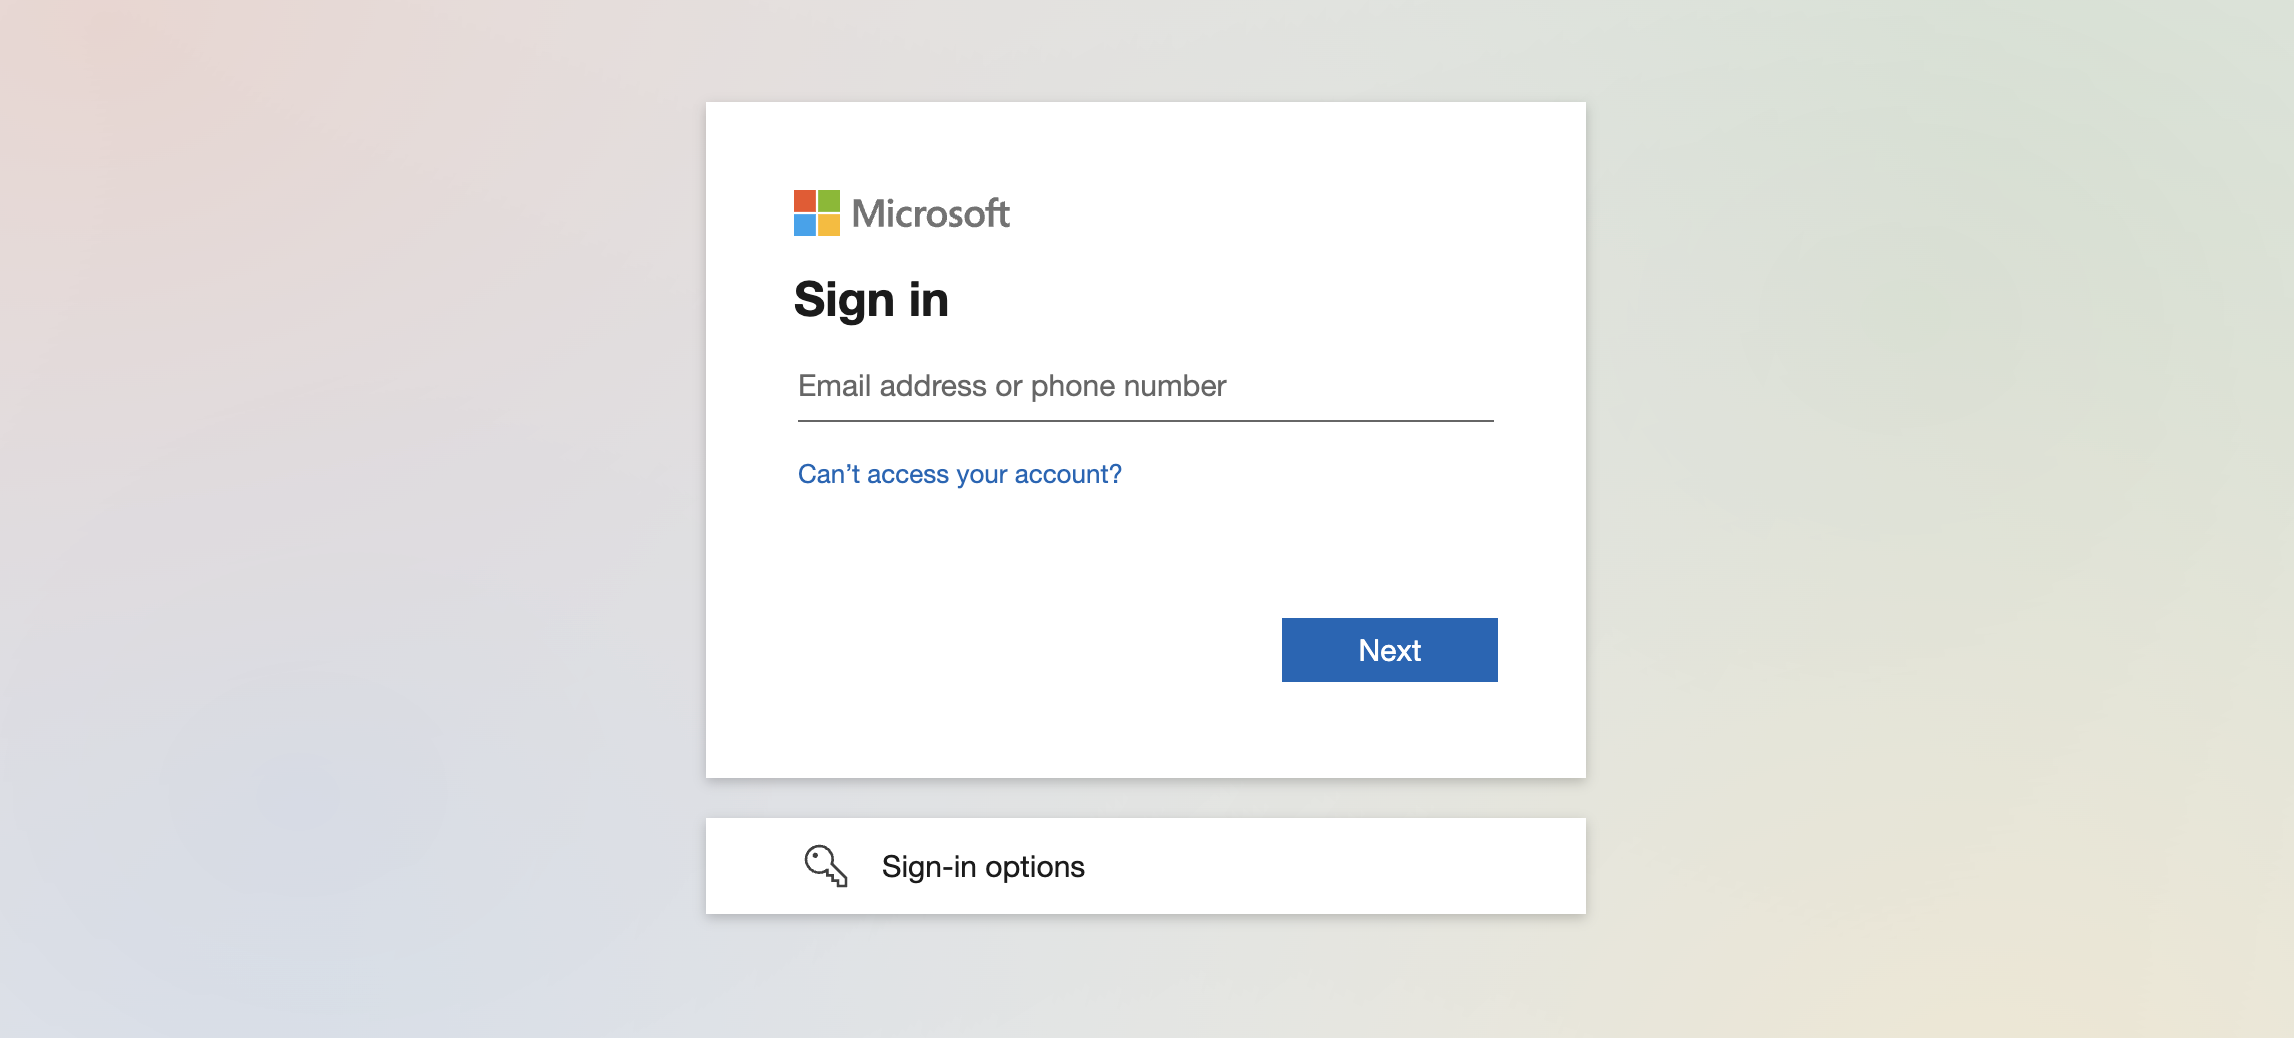 Microsoft
Sign in
Email address or phone number
Can’t access your account?
Next
Sign-in options